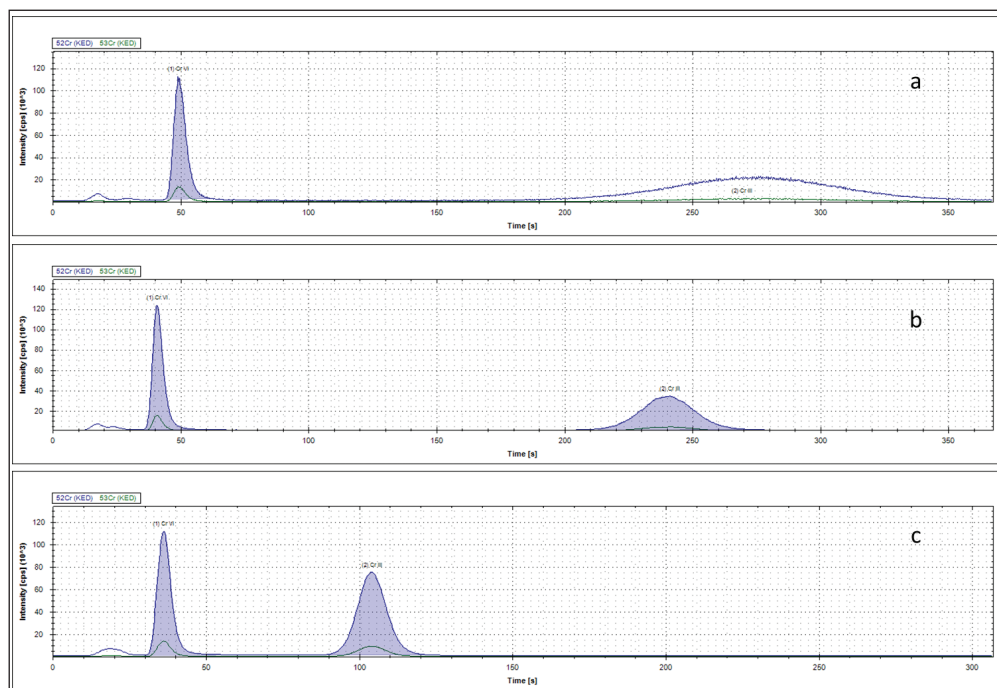 52Cr (KED) 53Cr (KED)
Intensity [cps] (10^3)
120
100
80
60
40
20
0
(1) Cr VI
(2) Cr III
a
0 50 100 150 200 250 300 350
Time [s]
52Cr (KED) 53Cr (KED)
Intensity [cps] (10^3)
140
120
100
80
60
40
20
0
(1) Cr VI
(2) Cr III
b
0 50 100 150 200 250 300 350
Time [s]
52Cr (KED) 53Cr (KED)
Intensity [cps] (10^3)
120
100
80
60
40
20
(1) Cr VI
(2) Cr III
c
0 50 100 150 200 250 300
Time [s]